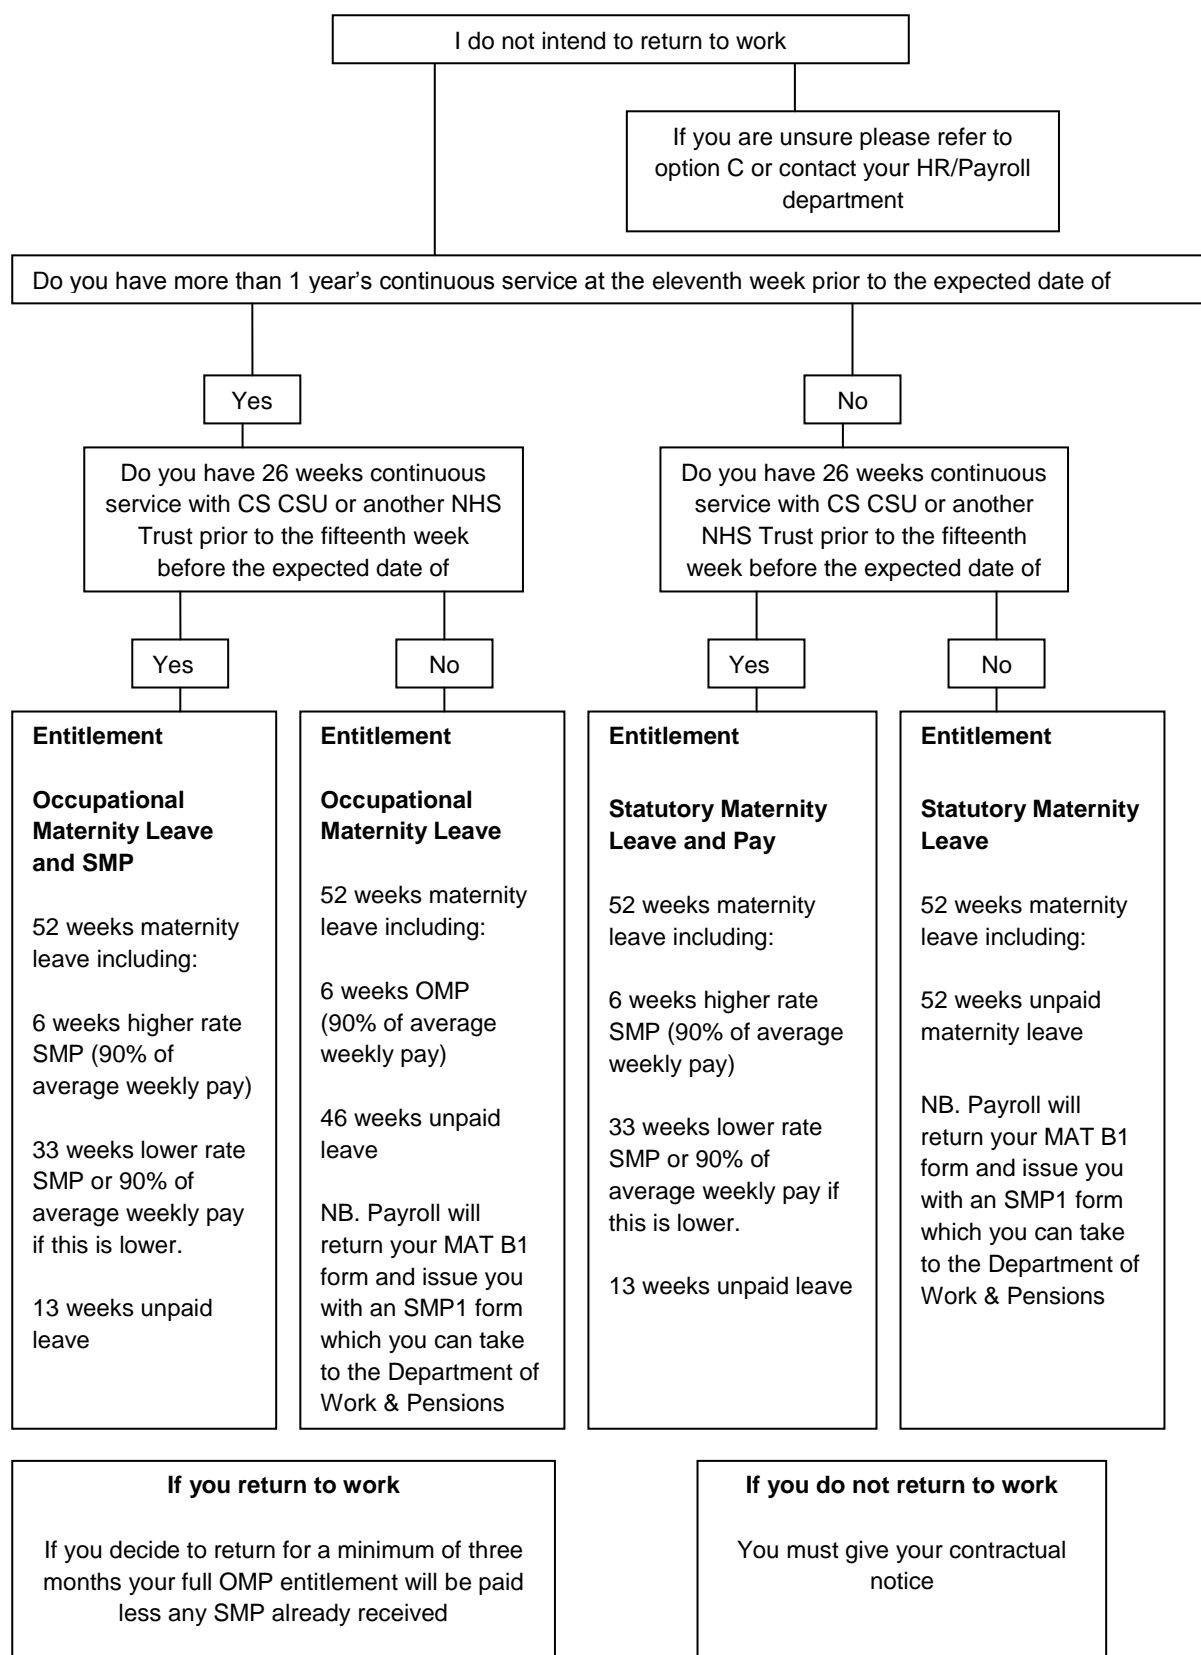 I do not intend to return to work
If you are unsure please refer to
option C or contact your HR/Payroll
department
Do you have more than 1 year's continuous service at the eleventh week prior to the expected date of
Yes
No
Do you have 26 weeks continuous
service with CS CSU or another NHS
Trust prior to the fifteenth week
before the expected date of
Do you have 26 weeks continuous
service with CS CSU or another
NHS Trust prior to the fifteenth
week before the expected date of
Yes
No
Yes
No
Entitlement
Occupational
Maternity Leave
and SMP
52 weeks maternity
leave including:
6 weeks higher rate
SMP (90% of
average weekly pay)
33 weeks lower rate
SMP or 90% of
average weekly pay
if this is lower.
13 weeks unpaid
leave
Entitlement
Occupational
Maternity Leave
52 weeks maternity
leave including:
6 weeks OMP
(90% of average
weekly pay)
46 weeks unpaid
leave
NB. Payroll will
return your MAT B1
form and issue you
with an SMP1 form
which you can take
to the Department of
Work & Pensions
Entitlement
Statutory Maternity
Leave and Pay
52 weeks maternity
leave including:
6 weeks higher rate
SMP (90% of average
weekly pay)
33 weeks lower rate
SMP or 90% of
average weekly pay if
this is lower.
13 weeks unpaid leave
Entitlement
Statutory Maternity
Leave
52 weeks maternity
leave including:
52 weeks unpaid
maternity leave
NB. Payroll will
return your MAT B1
form and issue you
with an SMP1 form
which you can take
to the Department of
Work & Pensions
If you return to work
If you decide to return for a minimum of three
months your full OMP entitlement will be paid
less any SMP already received
If you do not return to work
You must give your contractual
notice